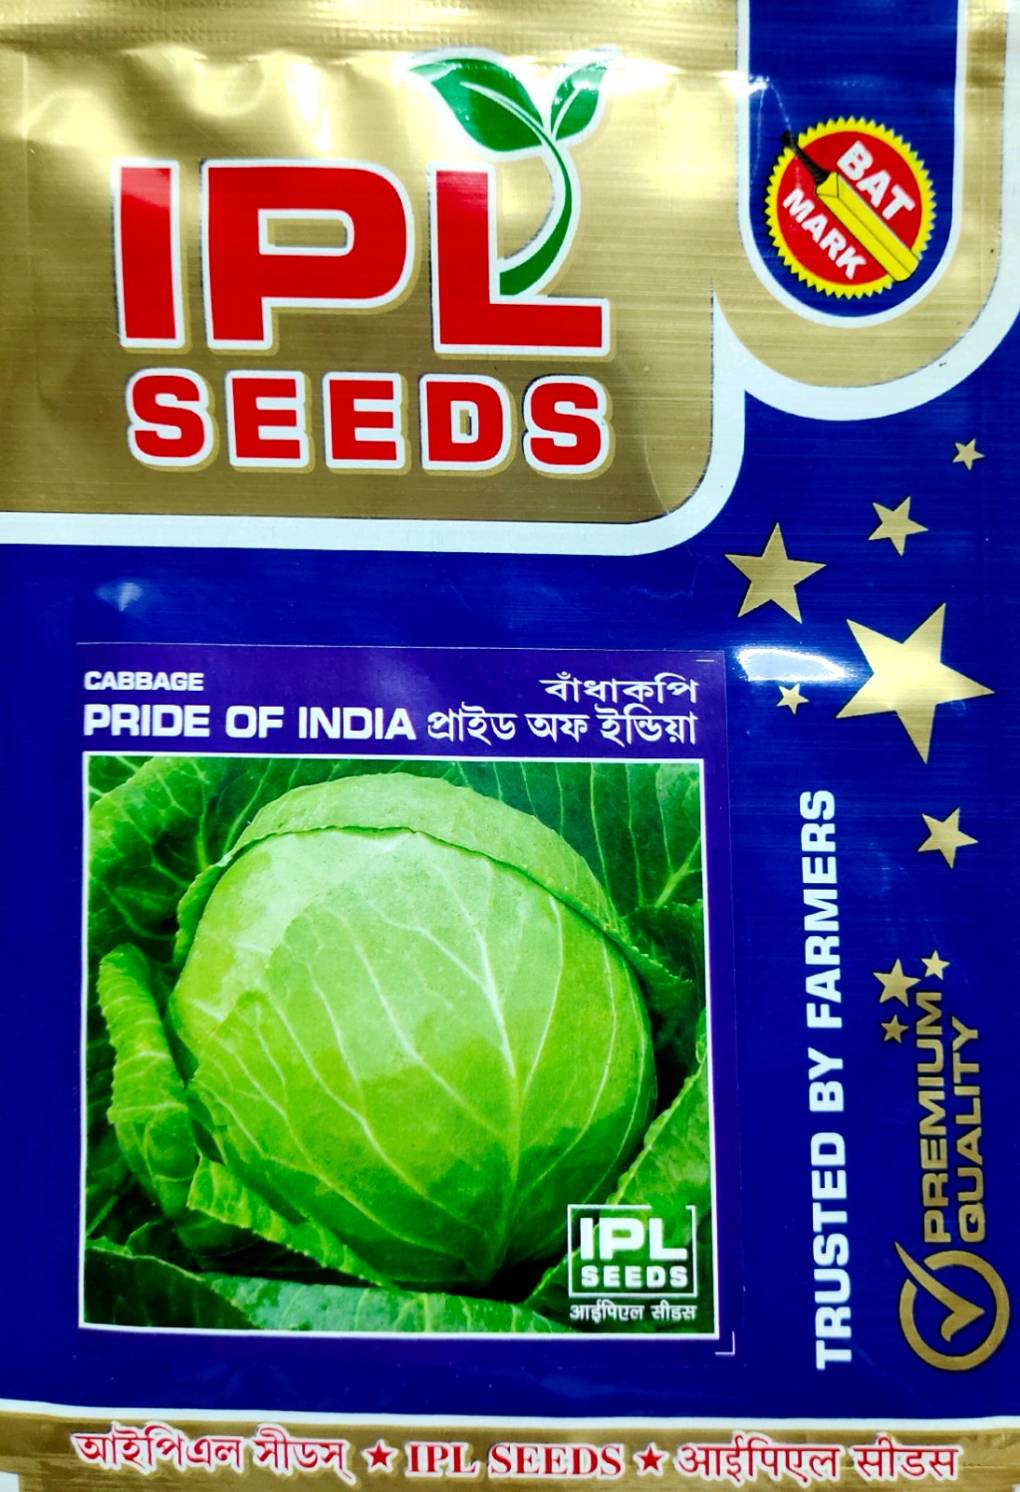 IPL
SEEDS
BAT
MARK
CABBAGE
বাঁধাকপি
PRIDE OF INDIA প্রাইড অফ ইন্ডিয়া
IPL
SEEDS
आईपिएल सीडस
TRUSTED BY FARMERS
PREMIUM
QUALITY
আইপিএল সীডস্ ★ IPL SEEDS ★ आईपिएल सीडस